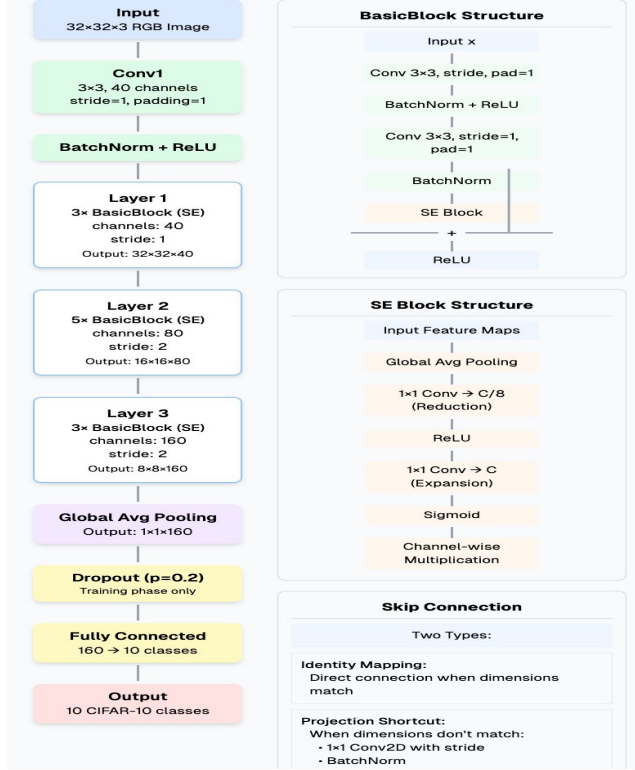 Input
32×32×3 RGB Image
Conv1
3×3, 40 channels
stride=1, padding=1
BatchNorm + ReLU
Layer 1
3× BasicBlock (SE)
channels: 40
stride: 1
Output: 32×32×40
Layer 2
5× BasicBlock (SE)
channels: 80
stride: 2
Output: 16×16×80
Layer 3
3× BasicBlock (SE)
channels: 160
stride: 2
Output: 8×8×160
Global Avg Pooling
Output: 1×1×160
Dropout (p=0.2)
Training phase only
Fully Connected
160 → 10 classes
Output
10 CIFAR-10 classes
BasicBlock Structure
Input x
Conv 3×3, stride, pad=1
BatchNorm + ReLU
Conv 3×3, stride=1,
pad=1
BatchNorm
SE Block
+
ReLU
SE Block Structure
Input Feature Maps
Global Avg Pooling
1×1 Conv → C/8
(Reduction)
ReLU
1×1 Conv → C
(Expansion)
Sigmoid
Channel-wise
Multiplication
Skip Connection
Two Types:
Identity Mapping:
Direct connection when dimensions
match
Projection Shortcut:
When dimensions don't match:
• 1×1 Conv2D with stride
• BatchNorm